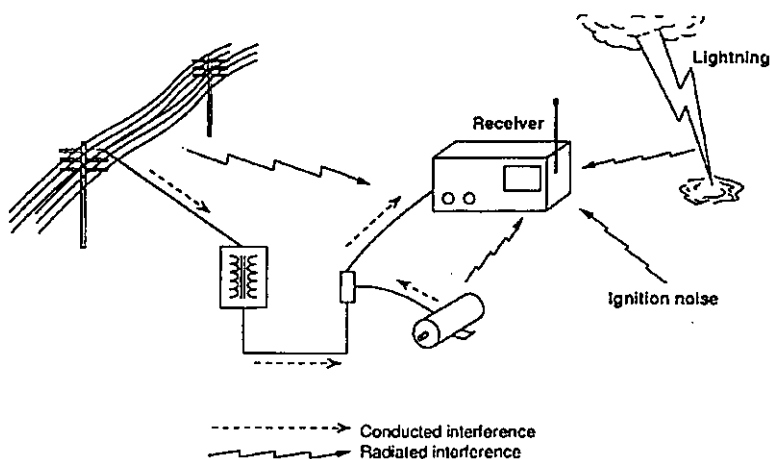 Lightning
Receiver
Ignition noise
Conducted interference
Radiated interference